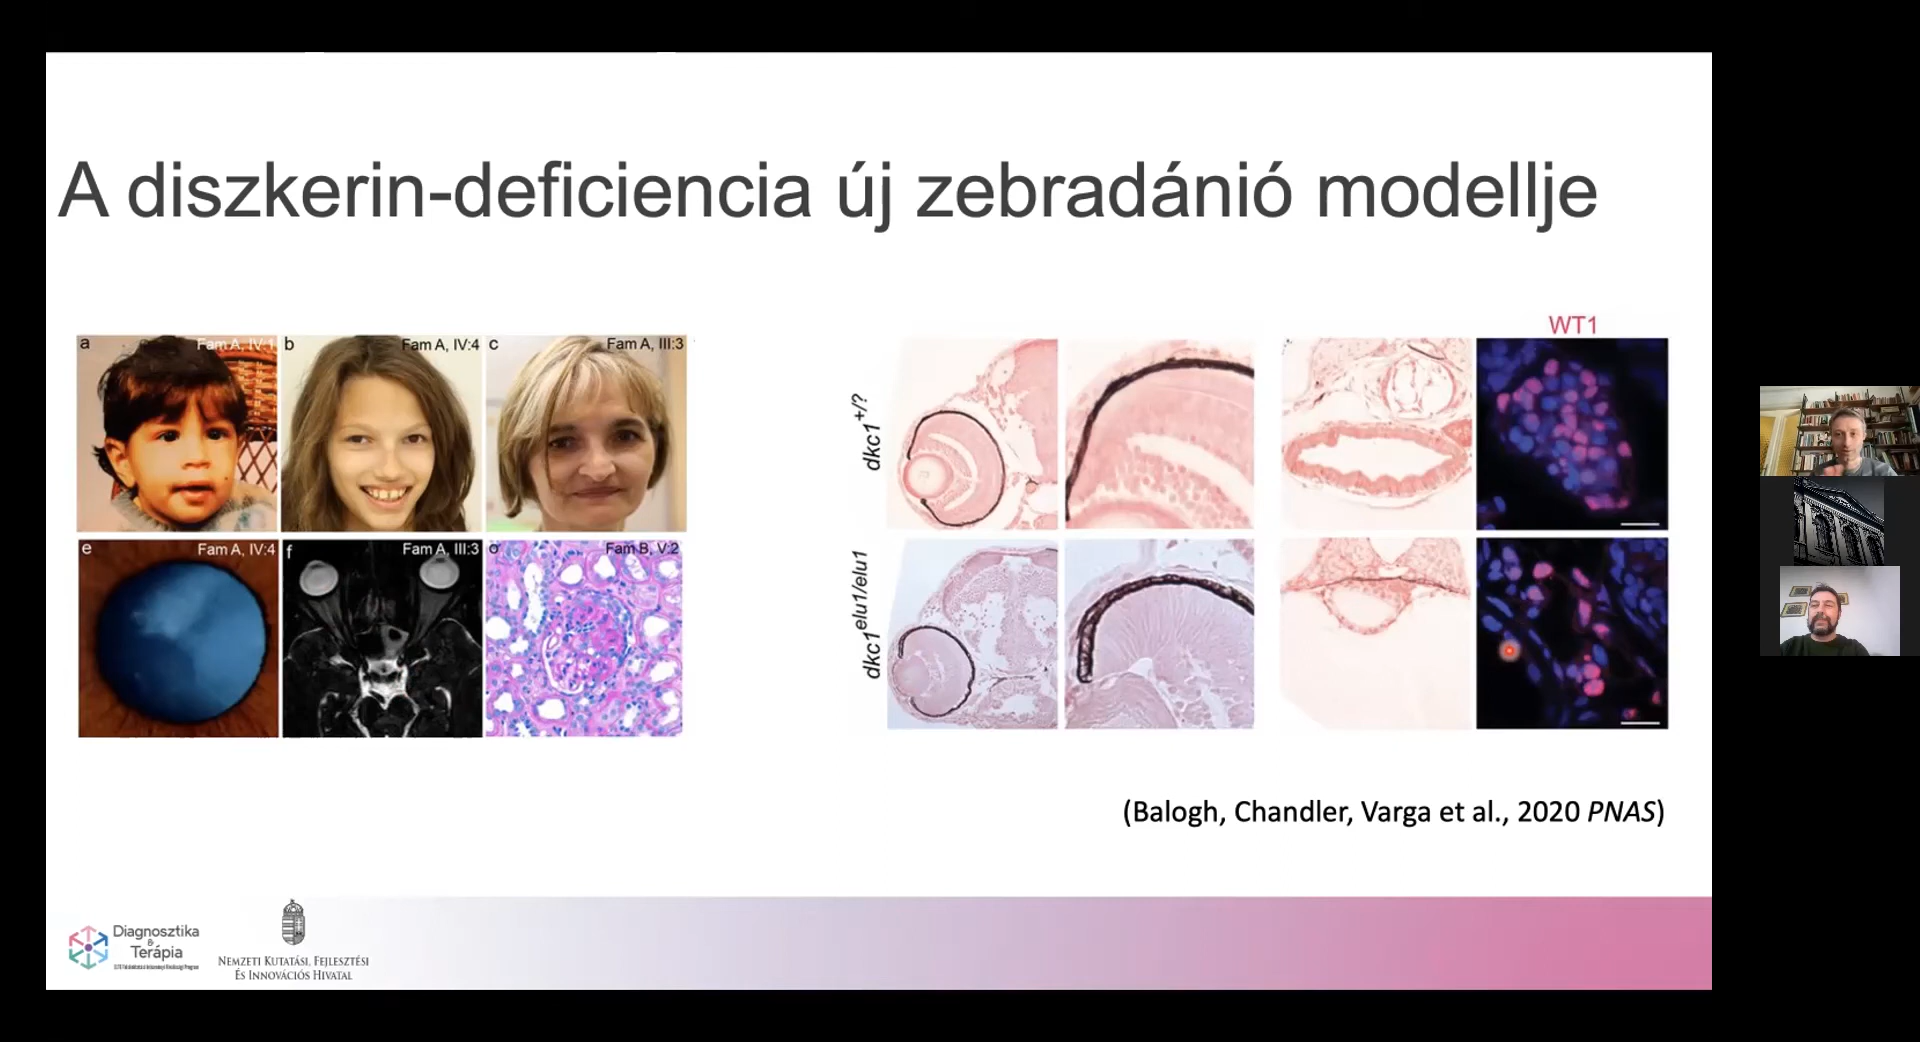 A diszkerin-deficiencia új zebradánió modellje
a
Fam A, IV:1
b
Fam A, IV:4
c
Fam A, III:3
e
Fam A, IV:4
f
Fam A, III:3
o
Fam B, V:2
WT1
dkc1+/?
dkc1elu1/elu1
(Balogh, Chandler, Varga et al., 2020 PNAS)
Diagnosztika
&
Terápia
NEMZETI KUTATÁSI, FEJLESZTÉSI
ÉS INNOVÁCIÓS HIVATAL